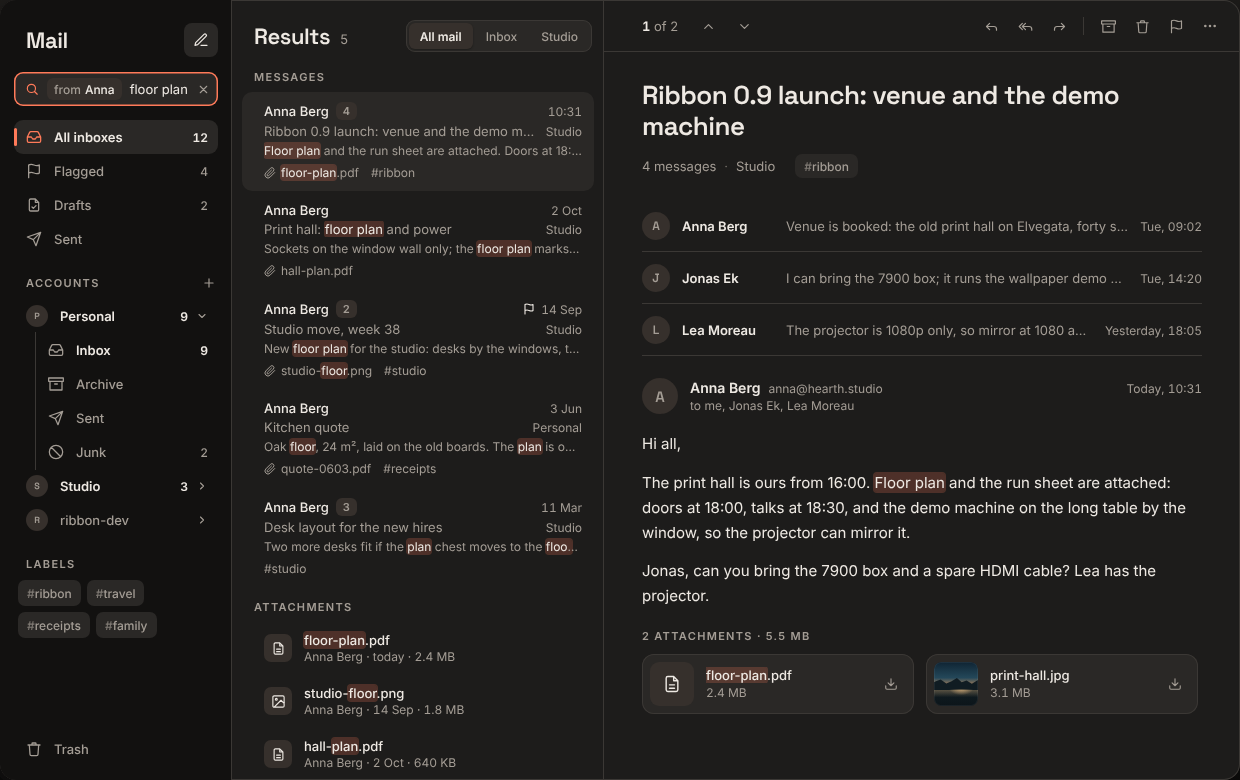 Mail
from Anna floor plan
All inboxes 12
Flagged 4
Drafts 2
Sent
ACCOUNTS
P Personal 9
Inbox 9
Archive
Sent
Junk 2
S Studio 3
R ribbon-dev
LABELS
#ribbon #travel
#receipts #family
Trash
Results 5
All mail Inbox Studio
MESSAGES
Anna Berg 4 10:31
Ribbon 0.9 launch: venue and the demo m... Studio
Floor plan and the run sheet are attached. Doors at 18:...
floor-plan.pdf #ribbon
Anna Berg 2 Oct
Print hall: floor plan and power Studio
Sockets on the window wall only; the floor plan marks...
hall-plan.pdf
Anna Berg 2 14 Sep
Studio move, week 38 Studio
New floor plan for the studio: desks by the windows, t...
studio-floor.png #studio
Anna Berg 3 Jun
Kitchen quote Personal
Oak floor, 24 m², laid on the old boards. The plan is o...
quote-0603.pdf #receipts
Anna Berg 3 11 Mar
Desk layout for the new hires Studio
Two more desks fit if the plan chest moves to the floo...
#studio
ATTACHMENTS
floor-plan.pdf
Anna Berg · today · 2.4 MB
studio-floor.png
Anna Berg · 14 Sep · 1.8 MB
hall-plan.pdf
Anna Berg · 2 Oct · 640 KB
1 of 2
Ribbon 0.9 launch: venue and the demo
machine
4 messages · Studio #ribbon
A Anna Berg Venue is booked: the old print hall on Elvegata, forty s... Tue, 09:02
J Jonas Ek I can bring the 7900 box; it runs the wallpaper demo ... Tue, 14:20
L Lea Moreau The projector is 1080p only, so mirror at 1080 a... Yesterday, 18:05
A Anna Berg anna@hearth.studio Today, 10:31
to me, Jonas Ek, Lea Moreau
Hi all,
The print hall is ours from 16:00. Floor plan and the run sheet are attached:
doors at 18:00, talks at 18:30, and the demo machine on the long table by the
window, so the projector can mirror it.
Jonas, can you bring the 7900 box and a spare HDMI cable? Lea has the
projector.
2 ATTACHMENTS · 5.5 MB
floor-plan.pdf
2.4 MB
print-hall.jpg
3.1 MB